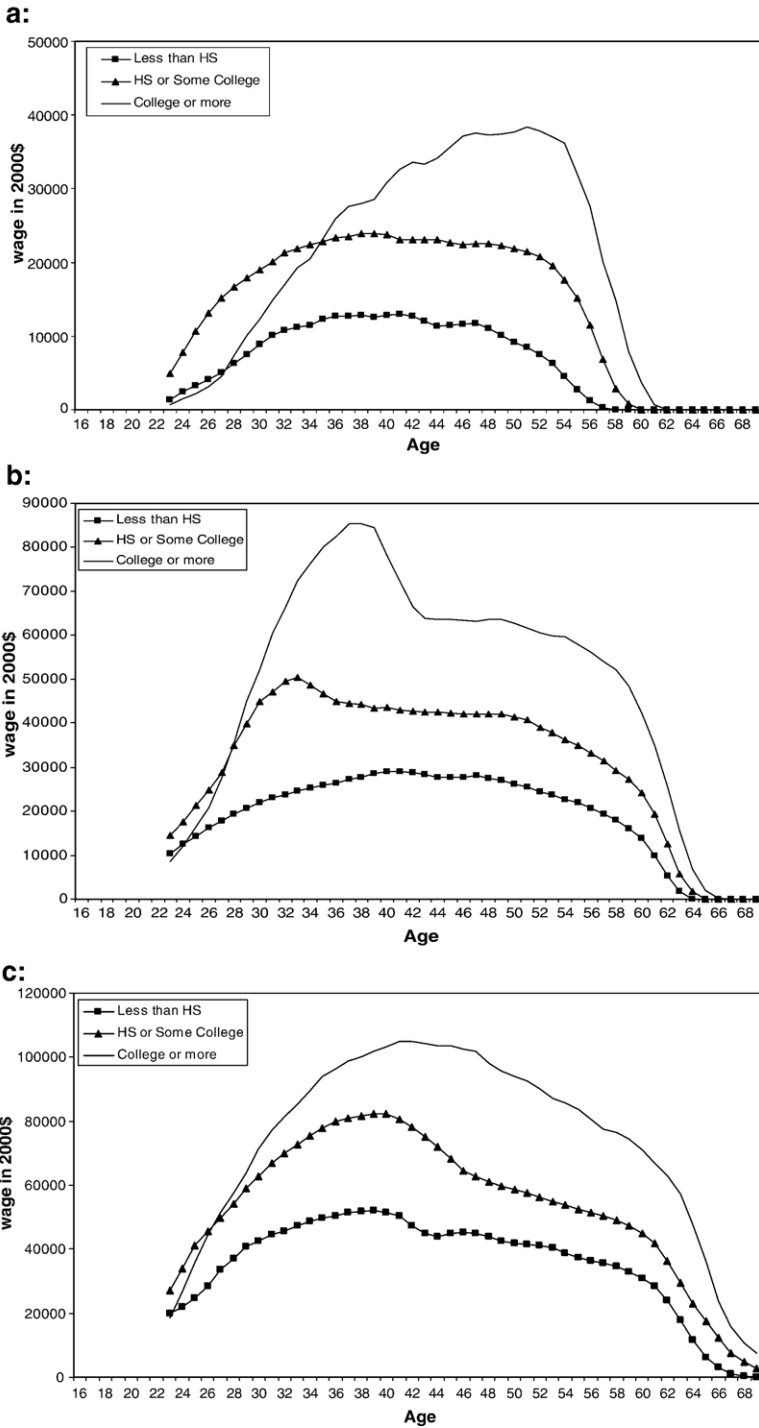 a:
50000
40000
30000
20000
10000
0
wage in 2000$
Less than HS
HS or Some College
College or more
16 18 20 22 24 26 28 30 32 34 36 38 40 42 44 46 48 50 52 54 56 58 60 62 64 66 68
Age
b:
90000
80000
70000
60000
50000
40000
30000
20000
10000
0
wage in 2000$
Less than HS
HS or Some College
College or more
16 18 20 22 24 26 28 30 32 34 36 38 40 42 44 46 48 50 52 54 56 58 60 62 64 66 68
Age
c:
120000
100000
80000
60000
40000
20000
0
wage in 2000$
Less than HS
HS or Some College
College or more
16 18 20 22 24 26 28 30 32 34 36 38 40 42 44 46 48 50 52 54 56 58 60 62 64 66 68
Age